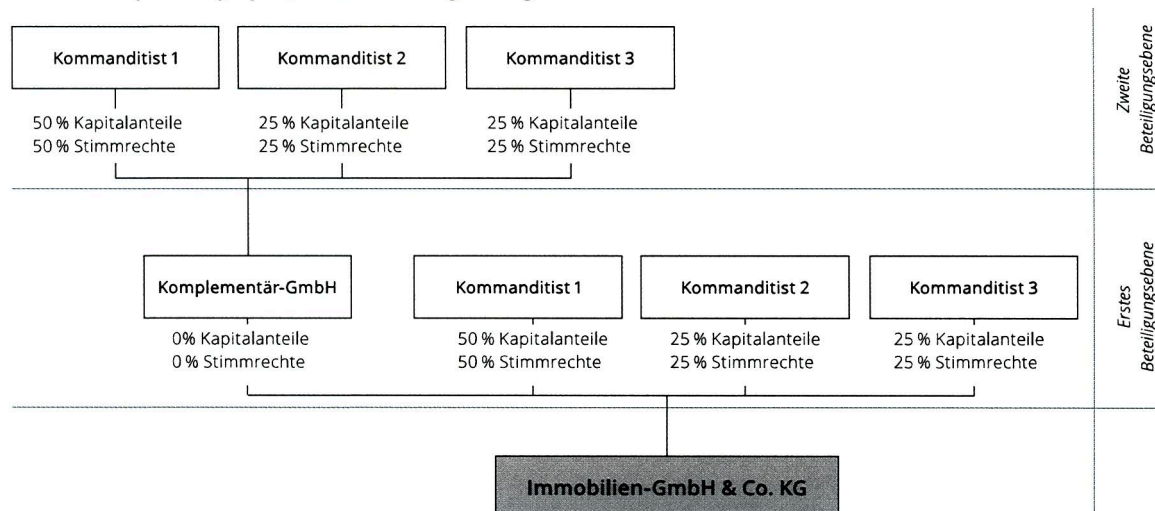 Kommanditist 1
Kommanditist 2
Kommanditist 3
50 % Kapitalanteile
50 % Stimmrechte
25 % Kapitalanteile
25 % Stimmrechte
25 % Kapitalanteile
25 % Stimmrechte
Zweite
Beteiligungsebene
Komplementär-GmbH
Kommanditist 1
Kommanditist 2
Kommanditist 3
0% Kapitalanteile
0 % Stimmrechte
50 % Kapitalanteile
50 % Stimmrechte
25 % Kapitalanteile
25 % Stimmrechte
25 % Kapitalanteile
25 % Stimmrechte
Erstes
Beteiligungsebene
Immobilien-GmbH & Co. KG